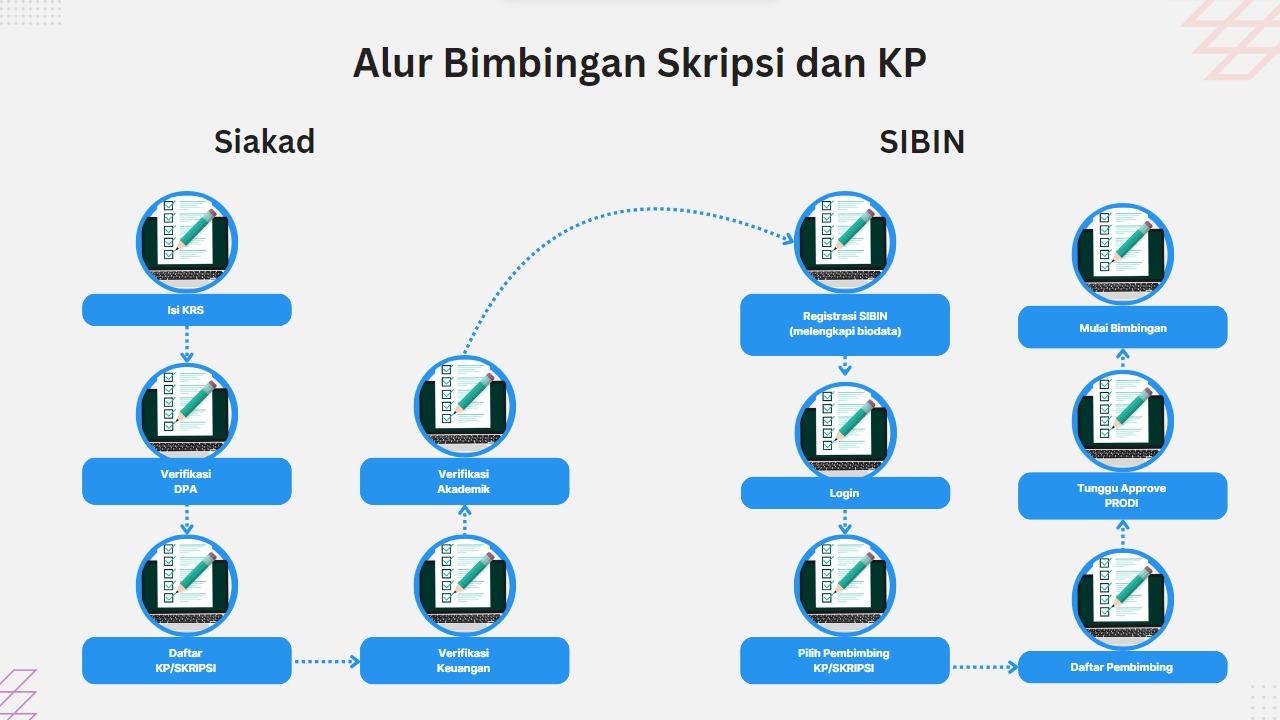 Alur Bimbingan Skripsi dan KP
Siakad
Isi KRS
Verifikasi
DPA
Daftar
KP/SKRIPSI
Verifikasi
Keuangan
Verifikasi
Akademik
SIBIN
Registrasi SIBIN
(melengkapi biodata)
Login
Pilih Pembimbing
KP/SKRIPSI
Daftar Pembimbing
Tunggu Approve
PRODI
Mulai Bimbingan